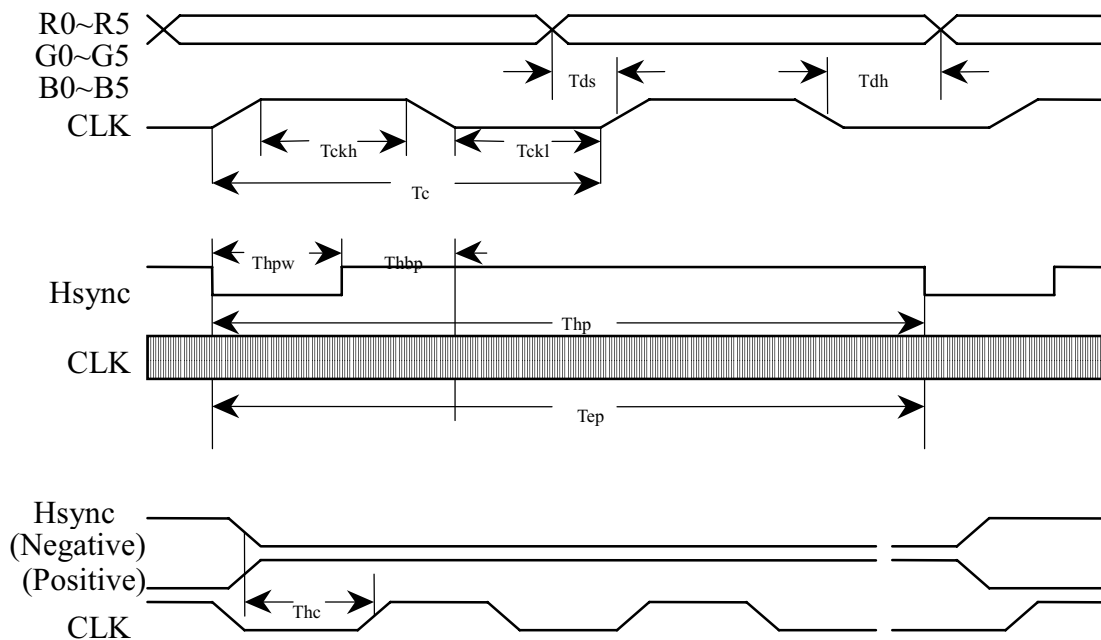 R0~R5
G0~G5
B0~B5
Tds
Tdh
CLK
Tckh
Tckl
Tc
Thpw
Thbp
Hsync
Thp
CLK
Tep
Hsync
(Negative)
(Positive)
Thc
CLK